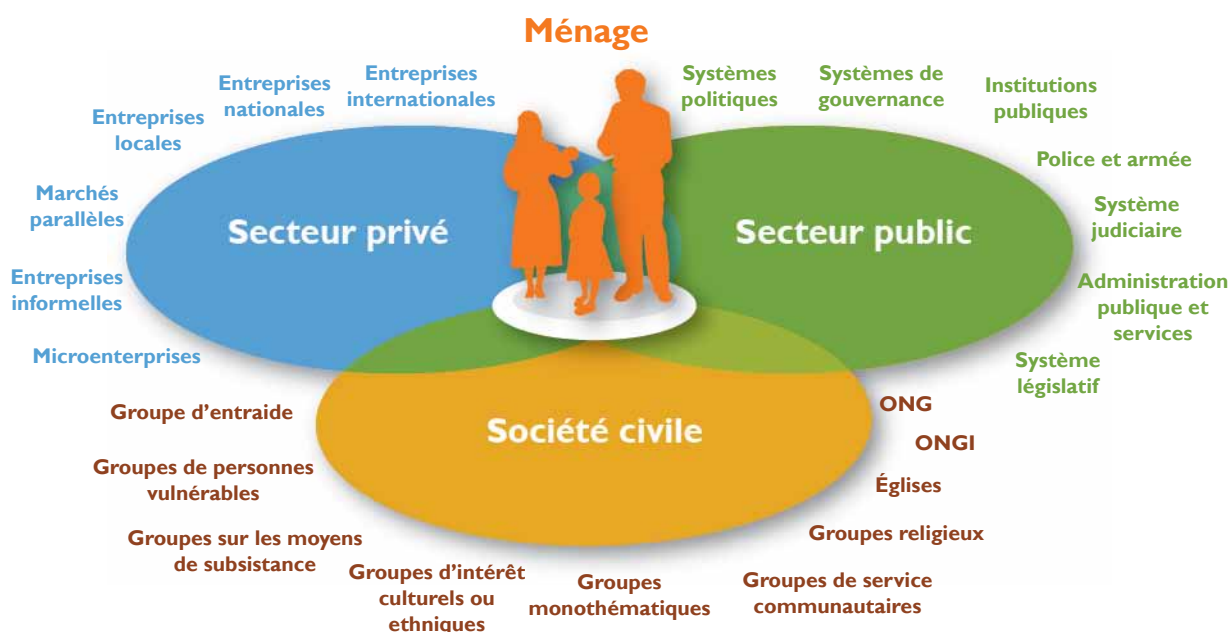 Ménage
Entreprises
internationales
Entreprises
nationales
Entreprises
locales
Marchés
parallèles
Entreprises
informelles
Microenterprises
Secteur privé
Systèmes
politiques
Systèmes de
gouvernance
Institutions
publiques
Police et armée
Système
judiciaire
Administration
publique et
services
Système
législatif
Secteur public
Société civile
Groupe d’entraide
Groupes de personnes
vulnérables
Groupes sur les moyens
de subsistance
Groupes d’intérêt
culturels ou
ethniques
Groupes
monothématiques
Groupes de service
communautaires
Groupes religieux
Églises
ONGI
ONG